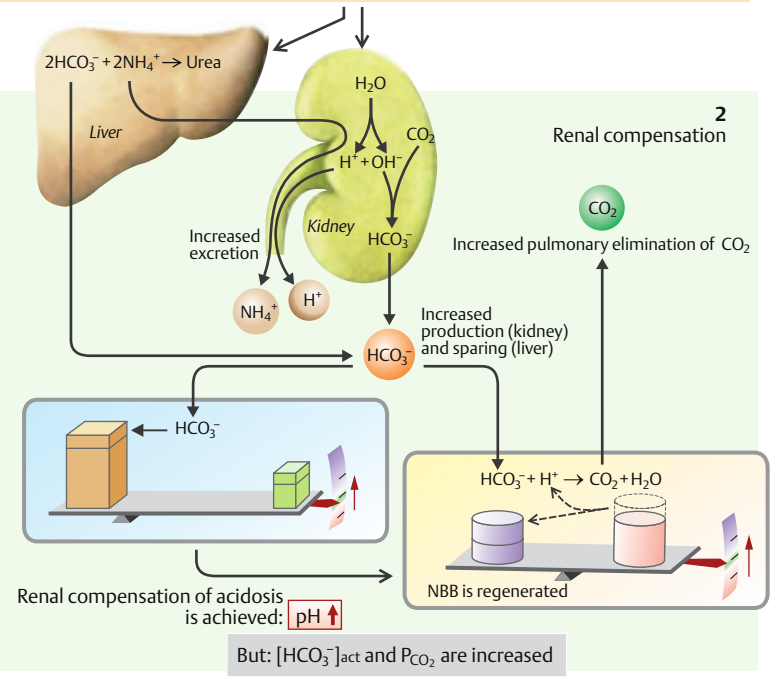 2HCO₃⁻ + 2NH₄⁺ → Urea
Liver
H₂O
CO₂
H⁺ + OH⁻
Kidney
HCO₃⁻
Increased
excretion
NH₄⁺
H⁺
2
Renal compensation
CO₂
Increased pulmonary elimination of CO₂
Increased
production (kidney)
and sparing (liver)
HCO₃⁻
HCO₃⁻
HCO₃⁻ + H⁺ → CO₂ + H₂O
NBB is regenerated
Renal compensation of acidosis
is achieved: pH
But: [HCO₃⁻]act and PCO₂ are increased